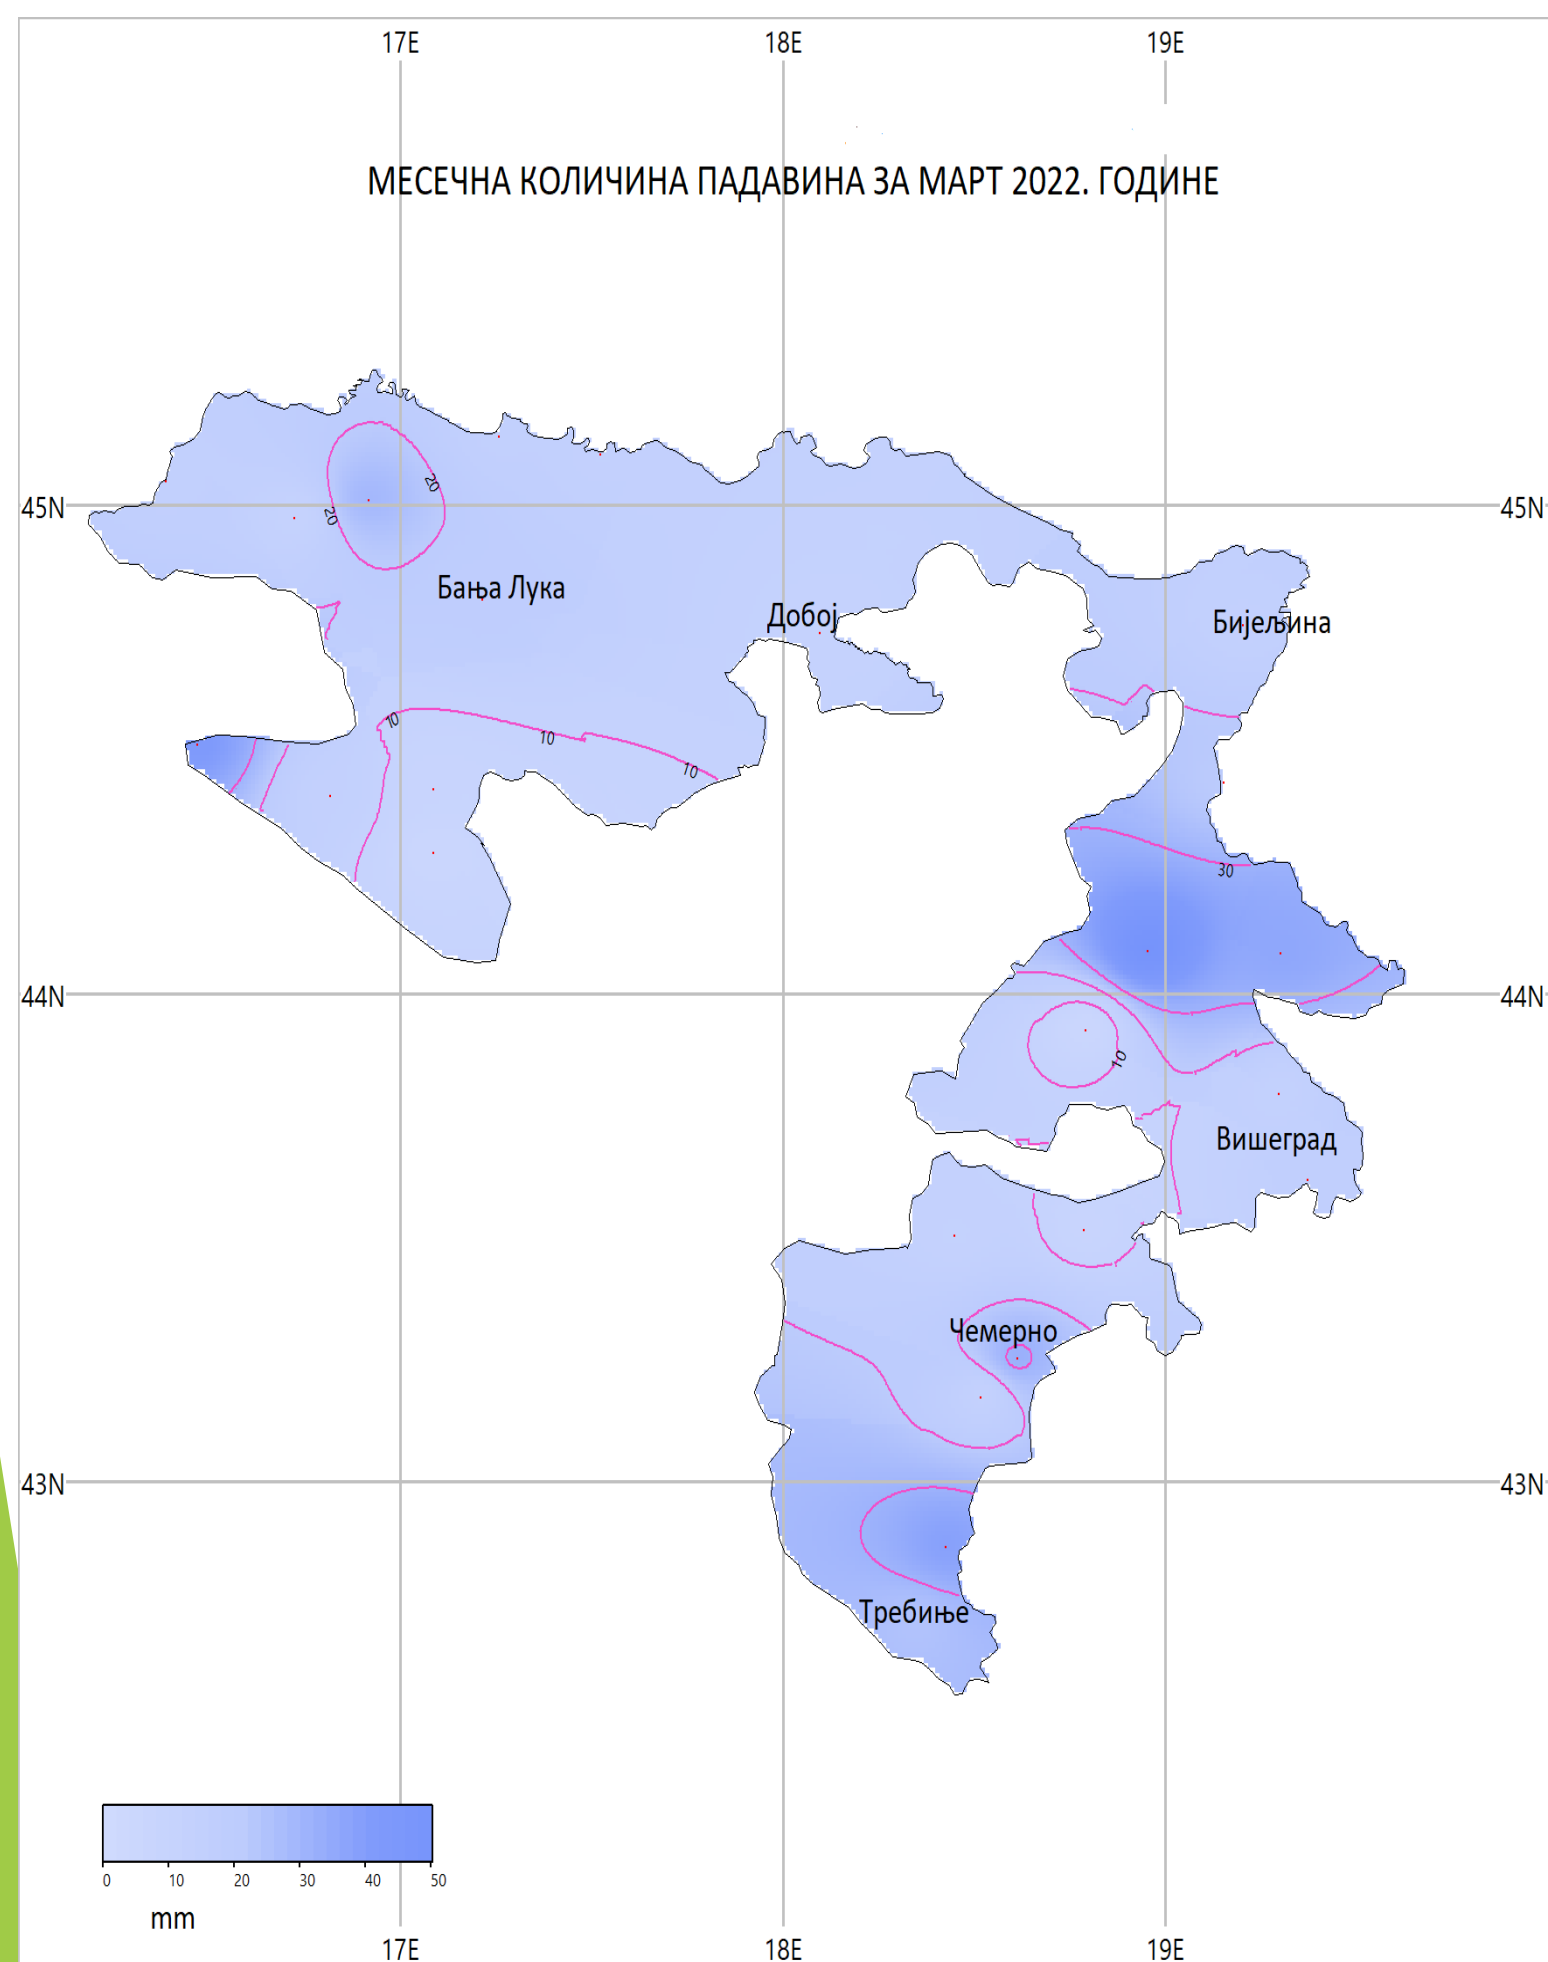 17E 18E 19E
МЕСЕЧНА КОЛИЧИНА ПАДАВИНА ЗА МАРТ 2022. ГОДИНЕ
20
45N 45N
20
Бања Лука
Добој
Бијељина
10
10
10
30
44N 44N
10
Вишеград
Чемерно
43N 43N
Требиње
0 10 20 30 40 50
mm
17E 18E 19E